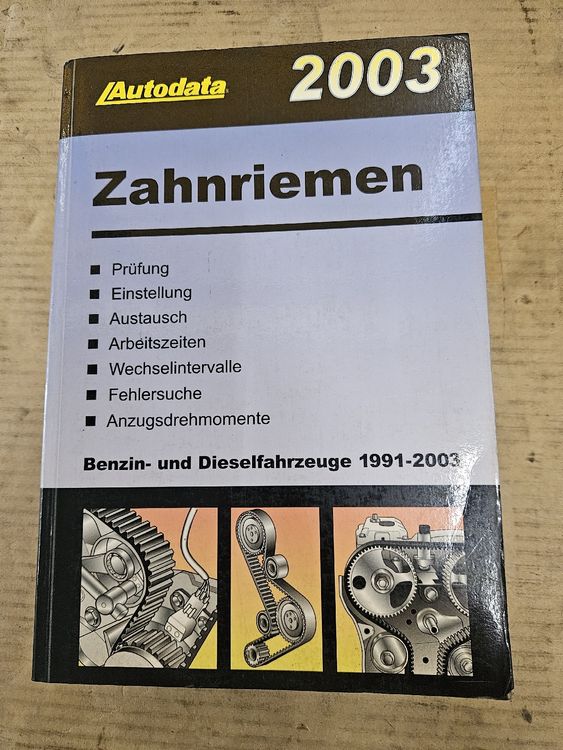 Autodata
2003
Zahnriemen
■ Prüfung
■ Einstellung
■ Austausch
■ Arbeitszeiten
■ Wechselintervalle
■ Fehlersuche
■ Anzugsdrehmomente
Benzin- und Dieselfahrzeuge 1991-2003